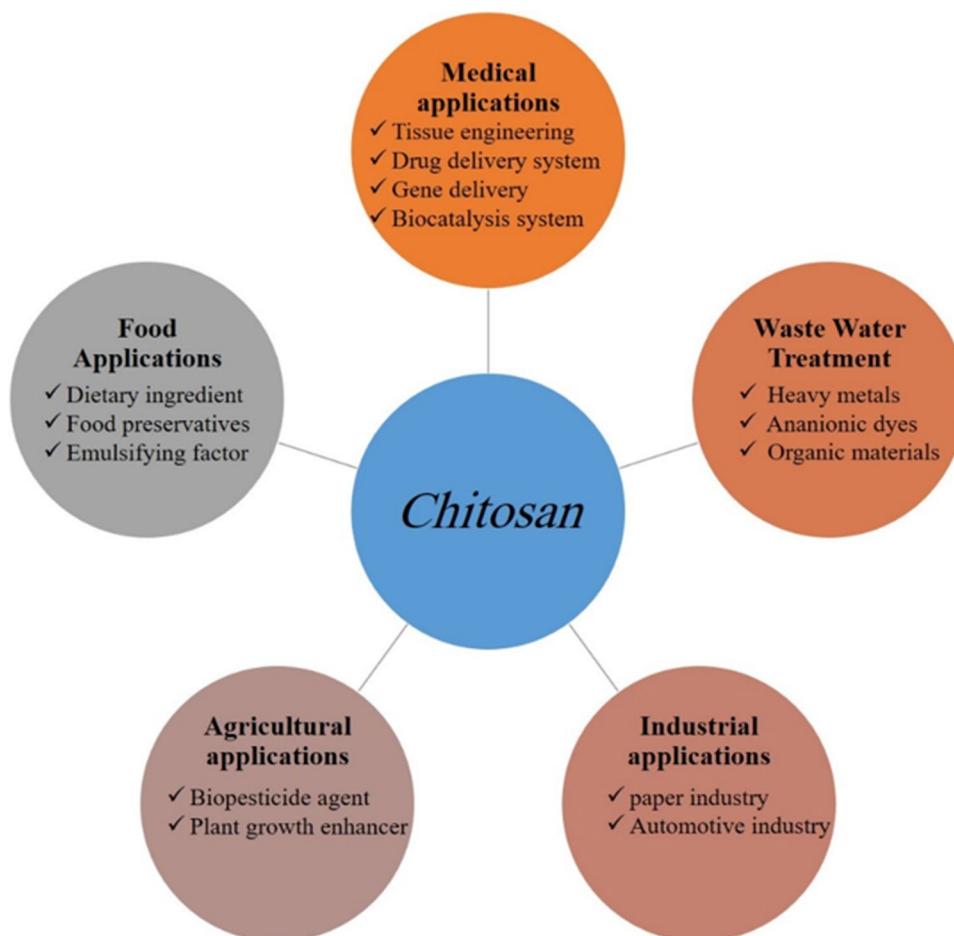 Medical
applications
✓ Tissue engineering
✓ Drug delivery system
✓ Gene delivery
✓ Biocatalysis system
Food
Applications
✓ Dietary ingredient
✓ Food preservatives
✓ Emulsifying factor
Waste Water
Treatment
✓ Heavy metals
✓ Ananionic dyes
✓ Organic materials
Chitosan
Agricultural
applications
✓ Biopesticide agent
✓ Plant growth enhancer
Industrial
applications
✓ paper industry
✓ Automotive industry